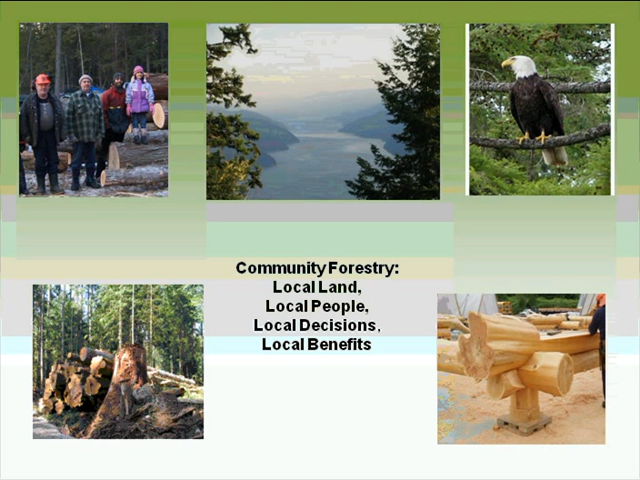 Community Forestry:
Local Land,
Local People,
Local Decisions,
Local Benefits